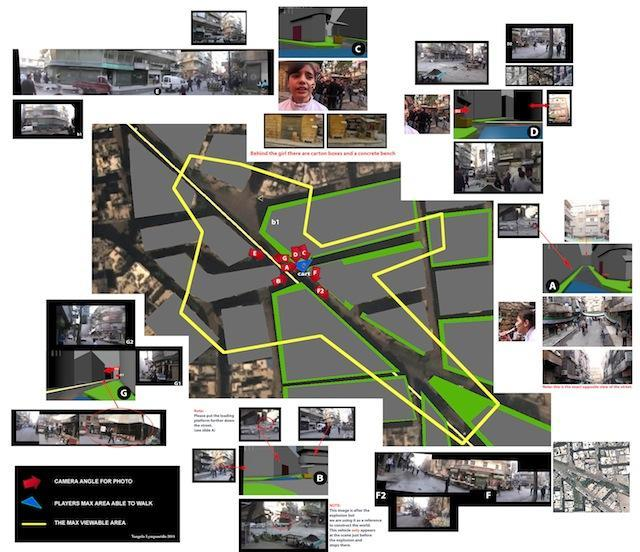 C
E
b1
Behind the girl there are carton boxes and a concrete bench
D2
D
b1
E
G
D
C
A
cart
F
B
F2
A
Note: this is the exact opposite view of the street.
G2
G1
G
Note:
Please put the loading
platform further down
the street.
(see slide A)
B
NOTE:
This image is after the
explosion but
we are using it as a reference
to construct the world.
This vehicle only appears
at the scene just before
the explosion and
stops there.
F2
F
CAMERA ANGLE FOR PHOTO
PLAYERS MAX AREA ABLE TO WALK
THE MAX VIEWABLE AREA